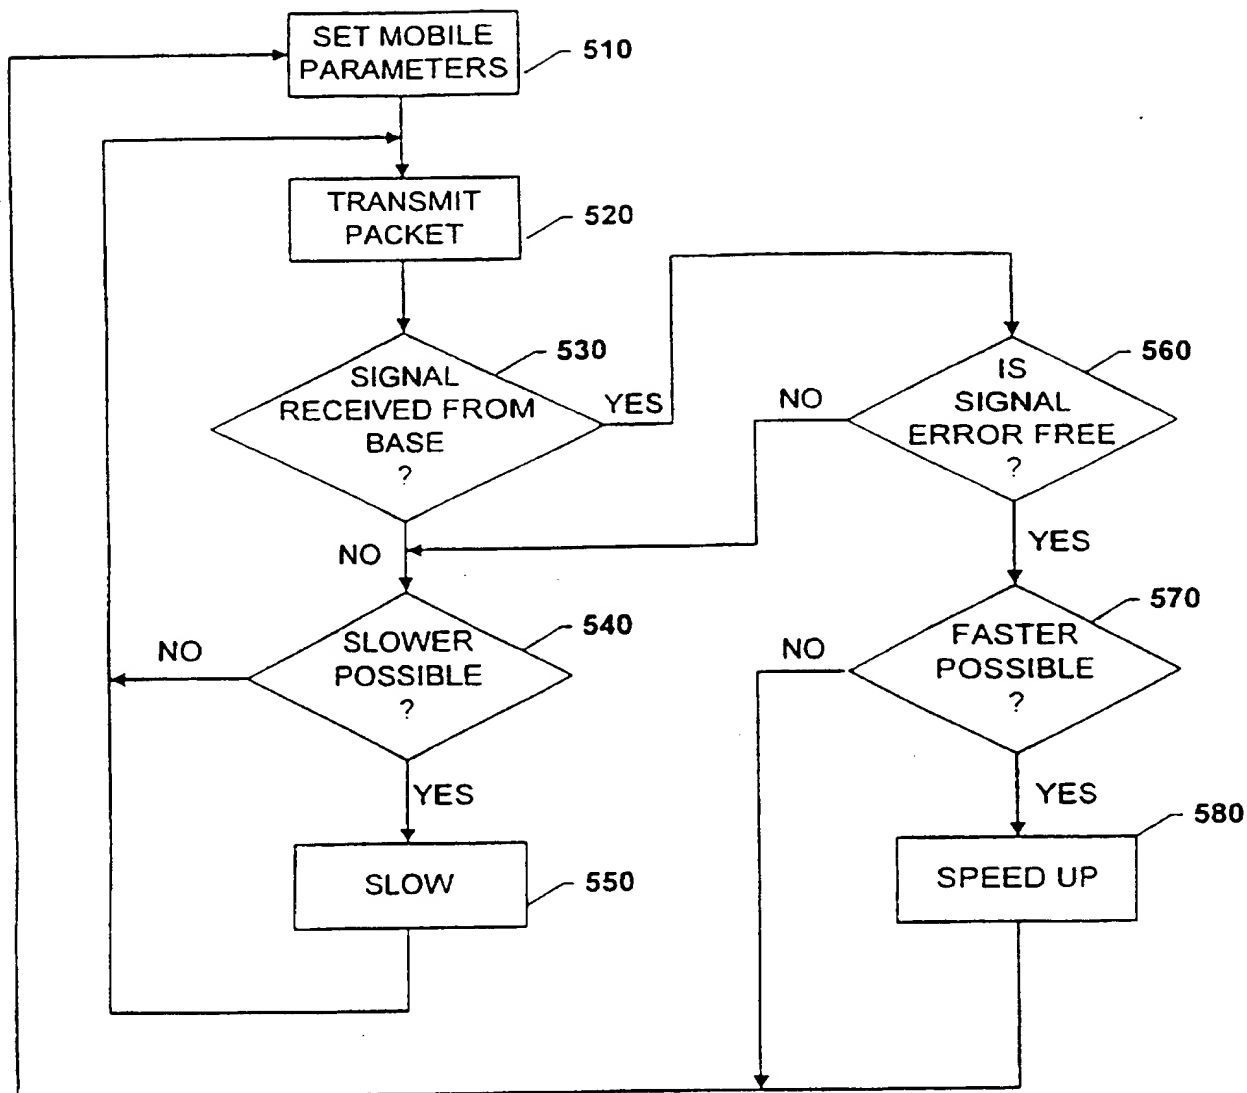 SET MOBILE
PARAMETERS
510
TRANSMIT
PACKET
520
SIGNAL
RECEIVED FROM
BASE
?
530
YES
NO
IS
SIGNAL
ERROR FREE
?
560
NO
YES
SLOWER
POSSIBLE
?
540
NO
YES
FASTER
POSSIBLE
?
570
NO
YES
SLOW
550
SPEED UP
580